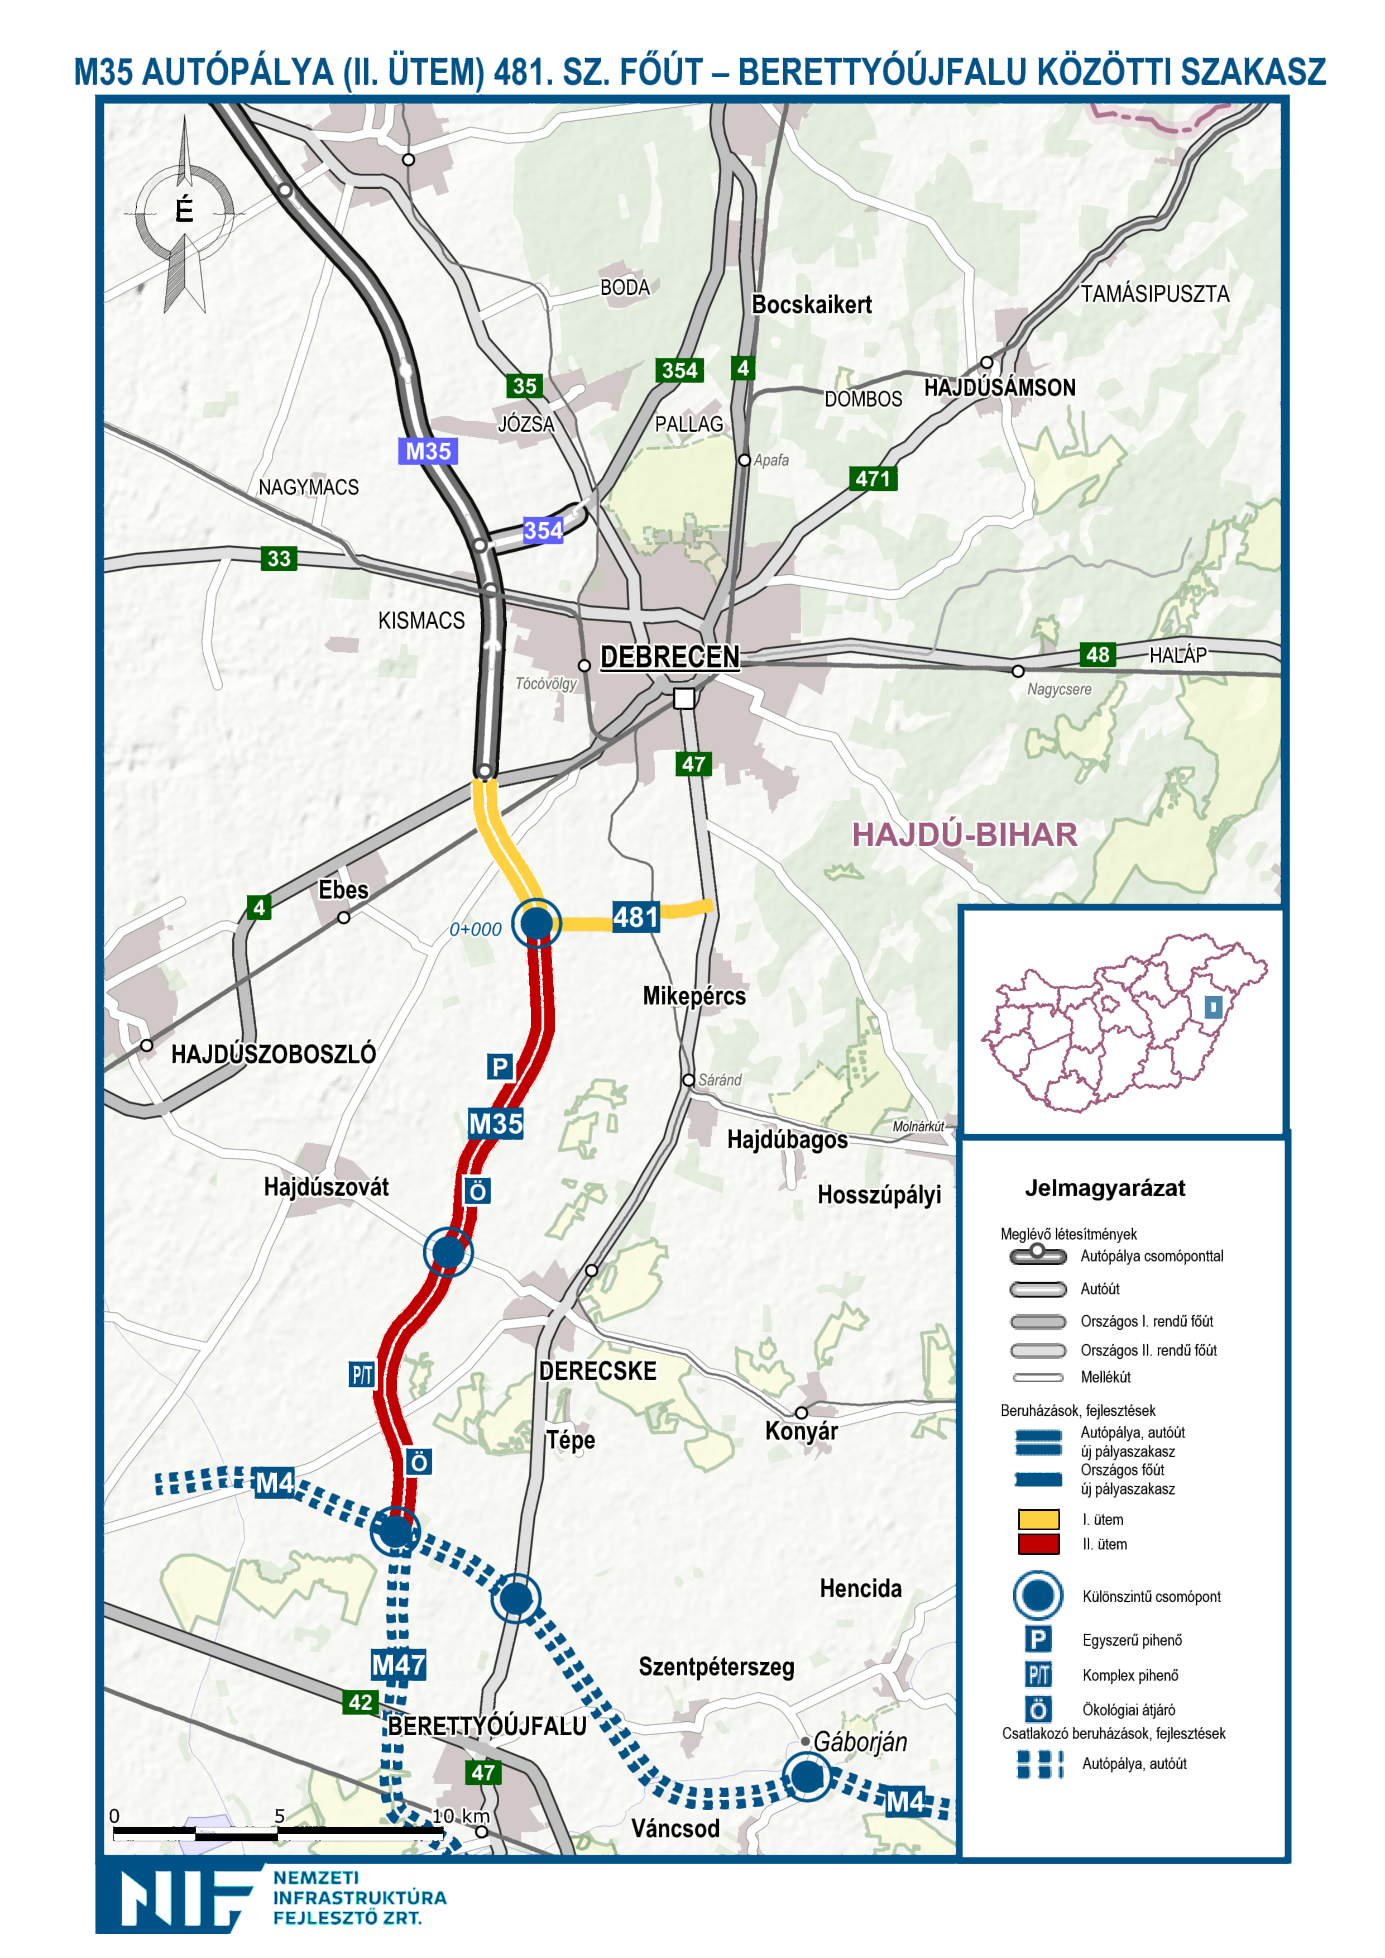 M35 AUTÓPÁLYA (II. ÜTEM) 481. SZ. FŐÚT – BERETTYÓÚJFALU KÖZÖTTI SZAKASZ
É
BODA
Bocskaikert
TAMÁSIPUSZTA
354
4
35
DOMBOS
HAJDÚSÁMSON
JÓZSA
PALLAG
M35
Apafa
471
NAGYMACS
354
33
KISMACS
DEBRECEN
48
HALÁP
Tócóvölgy
Nagycsere
47
HAJDÚ-BIHAR
Ebes
4
481
0+000
Mikepércs
HAJDÚSZOBOSZLÓ
P
Sáránd
M35
Molnárkút
Hajdúbagos
Hajdúszovát
Ö
Hosszúpályi
P/T
DERECSKE
Konyár
Tépe
Ö
M4
Hencida
M47
Szentpéterszeg
42
BERETTYÓÚJFALU
Gáborján
47
M4
0 5 10 km
Váncsod
Jelmagyarázat
Meglévő létesítmények
Autópálya csomóponttal
Autóút
Országos I. rendű főút
Országos II. rendű főút
Mellékút
Beruházások, fejlesztések
Autópálya, autóút
új pályaszakasz
Országos főút
új pályaszakasz
I. ütem
II. ütem
Különszintű csomópont
P Egyszerű pihenő
P/T Komplex pihenő
Ö Ökológiai átjáró
Csatlakozó beruházások, fejlesztések
Autópálya, autóút
NIF
NEMZETI
INFRASTRUKTÚRA
FEJLESZTŐ ZRT.